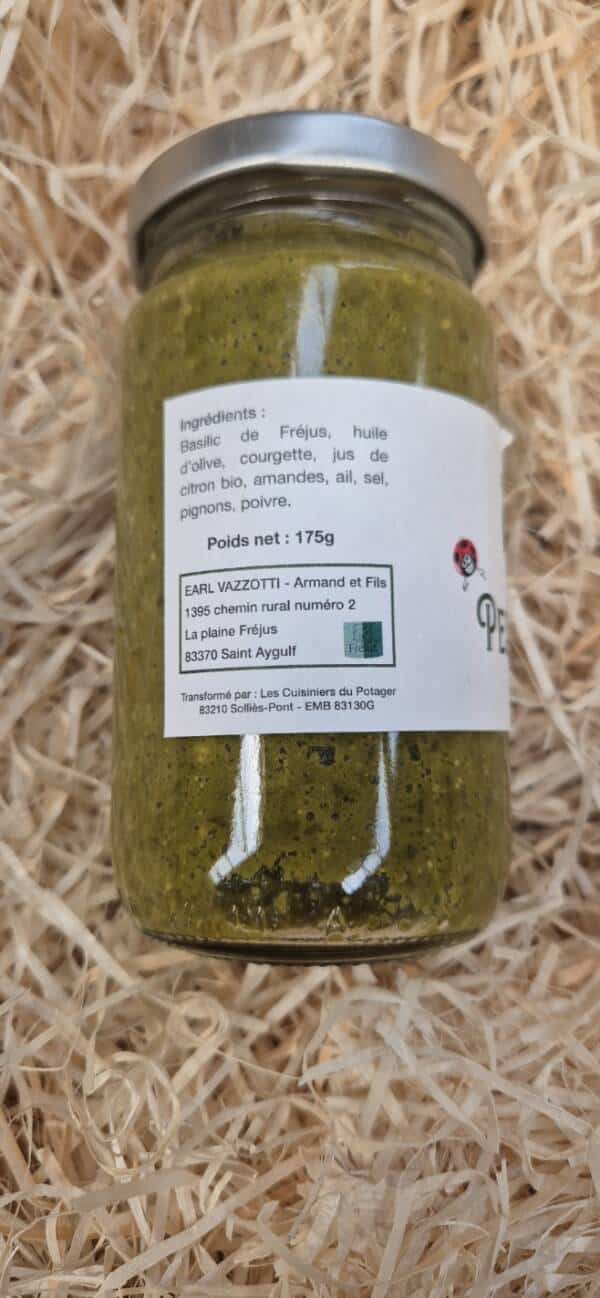 Ingrédients :
Basilic de Fréjus, huile
d'olive, courgette, jus de
citron bio, amandes, ail, sel,
pignons, poivre.
Poids net : 175g
EARL VAZZOTTI - Armand et Fils
1395 chemin rural numéro 2
La plaine Fréjus
83370 Saint Aygulf
Transformé par : Les Cuisiniers du Potager
83210 Solliès-Pont - EMB 83130G